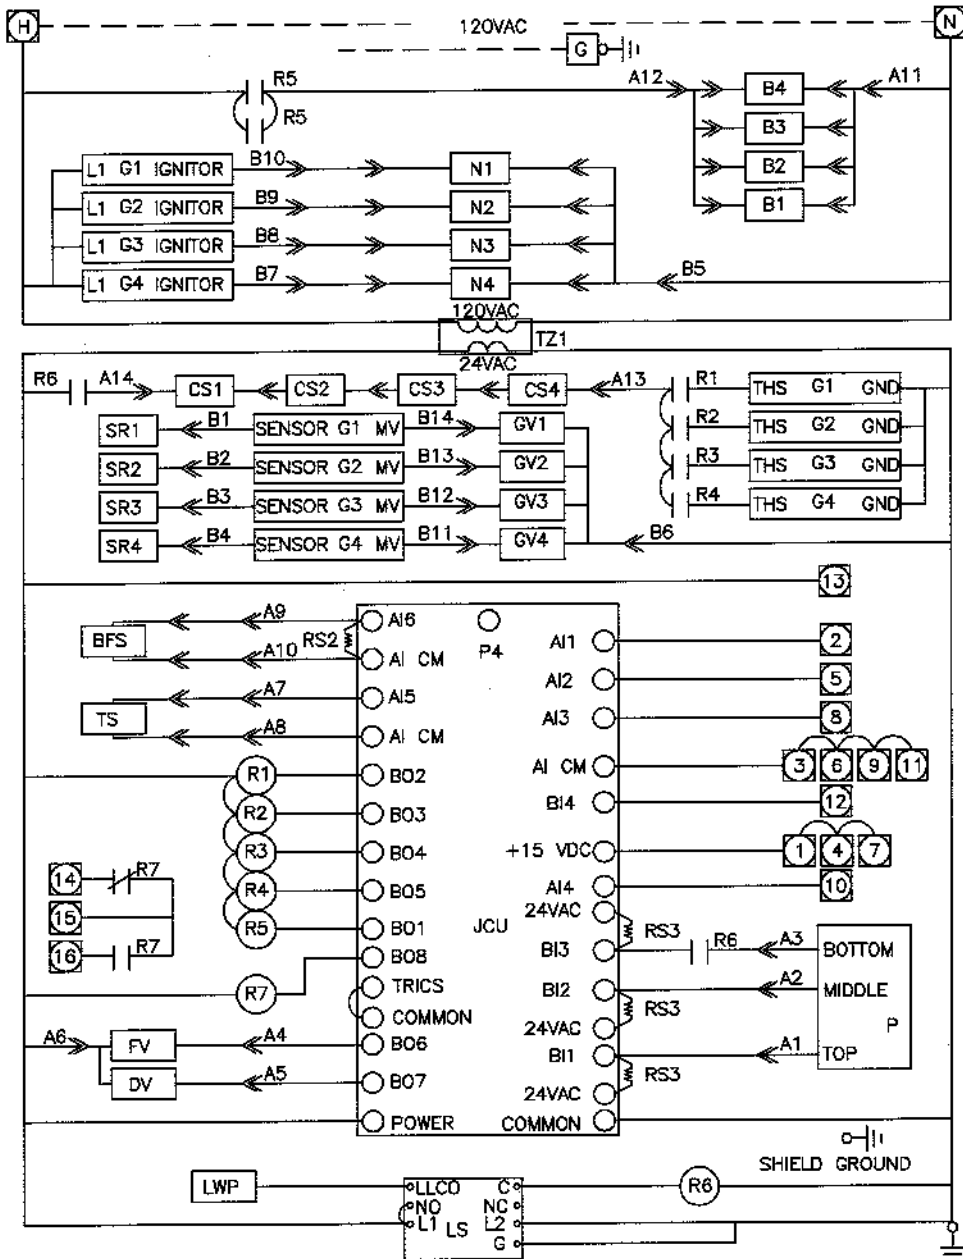 H 120VAC N
G
R5 A12 B4 A11
R5 B3
B10 B2
L1 G1 IGNITOR N1
B9 B1
L1 G2 IGNITOR N2
B8
L1 G3 IGNITOR N3
B7 B5
L1 G4 IGNITOR N4
120VAC
TZ1
24VAC
R6 A14 CS1 CS2 CS3 CS4 A13 R1 THS G1 GND
SR1 B1 SENSOR G1 MV B14 GV1 R2 THS G2 GND
SR2 B2 SENSOR G2 MV B13 GV2 R3 THS G3 GND
SR3 B3 SENSOR G3 MV B12 GV3 R4 THS G4 GND
SR4 B4 SENSOR G4 MV B11 GV4 B6
13
A9 AI6 P4
BFS RS2 AI1 2
A10 AI CM
AI2 5
A7 AI5
TS AI3 8
A8 AI CM
AI CM 3 6 9 11
R1 BO2
BI4 12
R2 BO3
R3 BO4 +15 VDC 1 4 7
14 R7 R4 BO5 AI4 10
15 24VAC
R5 BO1 JCU RS3
16 R7 BO8 BI3 R6 A3 BOTTOM
R7 TRICS BI2 A2 MIDDLE
COMMON RS3 P
24VAC
A6 FV A4 BO6 BI1 A1 TOP
DV A5 BO7 RS3
24VAC
POWER COMMON
SHIELD GROUND
LWP LLCO C R6
NO NC
L1 LS L2
G